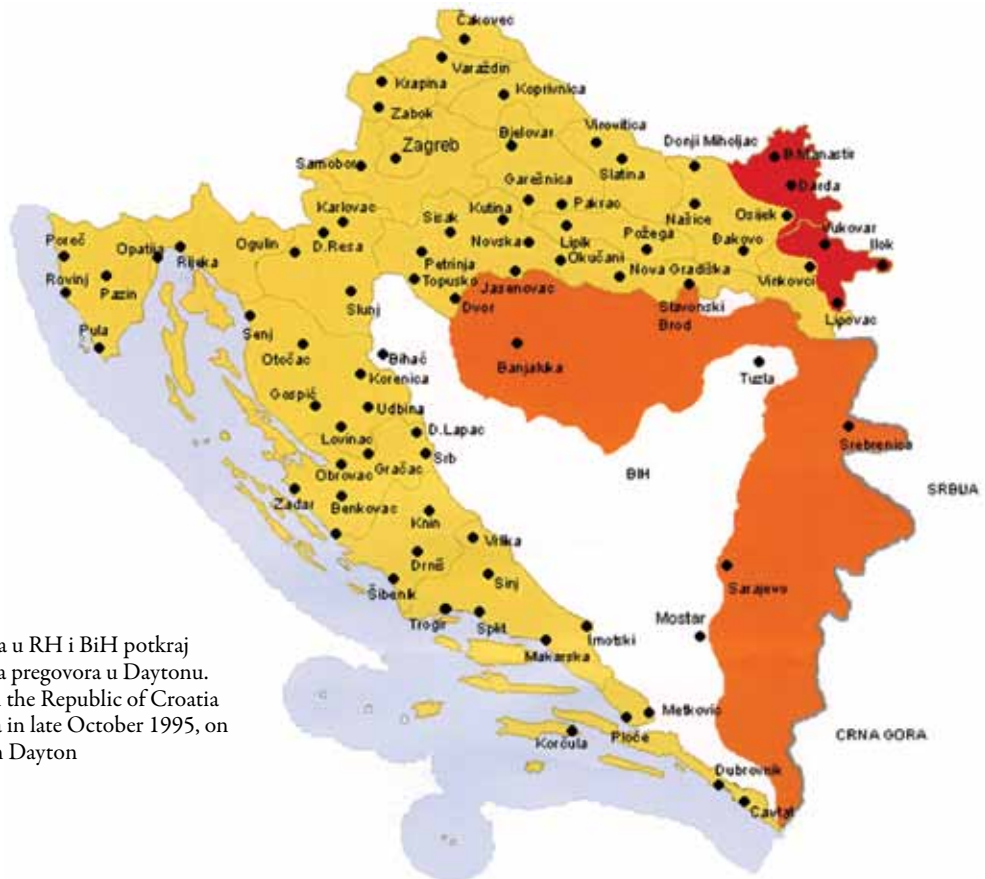 Čakovec
Varaždin
Krapina
Koprivnica
Zabok
Virovitica
Bjelovar
Donji Miholjac
Zagreb
B.Manastir
Samobor
Slatina
Garešnica
Darda
Karlovac
Sisak
Kutina
Pakrac
Našice
Osijek
Vukovar
Poreč
Opatija
Ogulin
D.Resa
Novska
Lipik
Požega
Đakovo
Ilok
Rijeka
Petrinja
Okučani
Rovinj
Pazin
Topusko
Nova Gradiška
Vinkovci
Jasenovac
Slunj
Dvor
Slavonski
Brod
Lipovac
Pula
Senj
Otočac
Bihać
Banjaluka
Tuzla
Korenica
Gospić
Udbina
D.Lapac
Srebrenica
Lovinac
Gračac
Srb
BIH
Obrovac
SRBIJA
Zadar
Benkovac
Knin
Vrlika
Drniš
Sinj
Sarajevo
Šibenik
Mostar
Trogir
Split
Imotski
Makarska
a u RH i BiH potkraj
a pregovora u Daytonu.
the Republic of Croatia
in late October 1995, on
Dayton
Metković
CRNA GORA
Korčula
Ploče
Dubrovnik
Cavtat